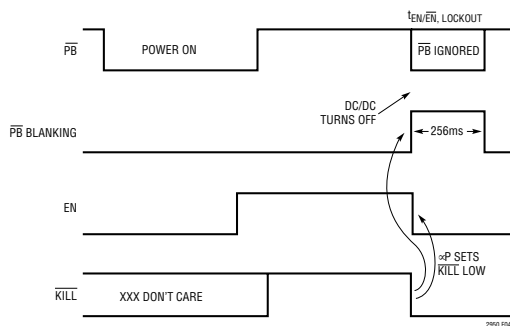 tEN/EN, LOCKOUT
PB
POWER ON
PB IGNORED
DC/DC
TURNS OFF
PB BLANKING
256ms
EN
∝P SETS
KILL LOW
KILL
XXX DON'T CARE
2950 F04